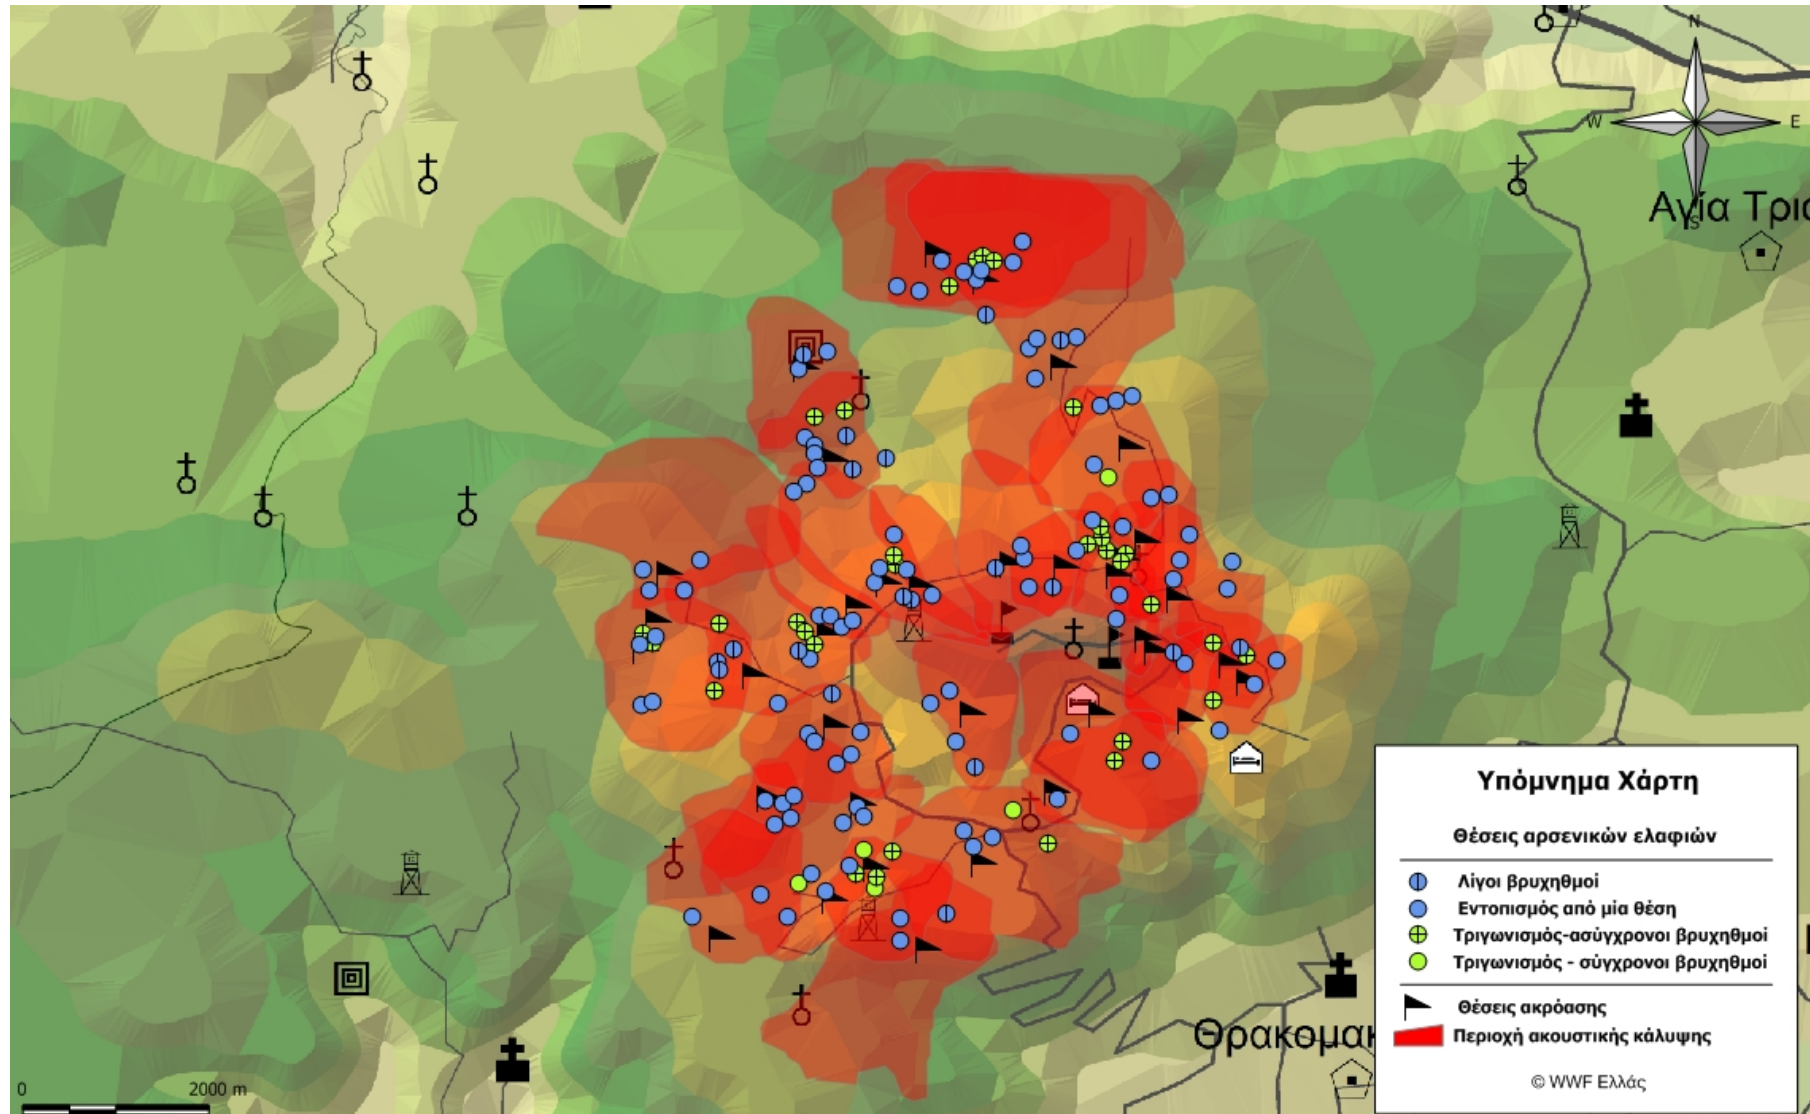 N
W
E
S
Αγία Τριά
Υπόμνημα Χάρτη
Θέσεις αρσενικών ελαφιών
Λίγοι βρυχηθμοί
Εντοπισμός από μία θέση
Τριγωνισμός-ασύγχρονοι βρυχηθμοί
Τριγωνισμός - σύγχρονοι βρυχηθμοί
Θέσεις ακρόασης
Περιοχή ακουστικής κάλυψης
© WWF Ελλάς
Θρακομακ
0
2000 m